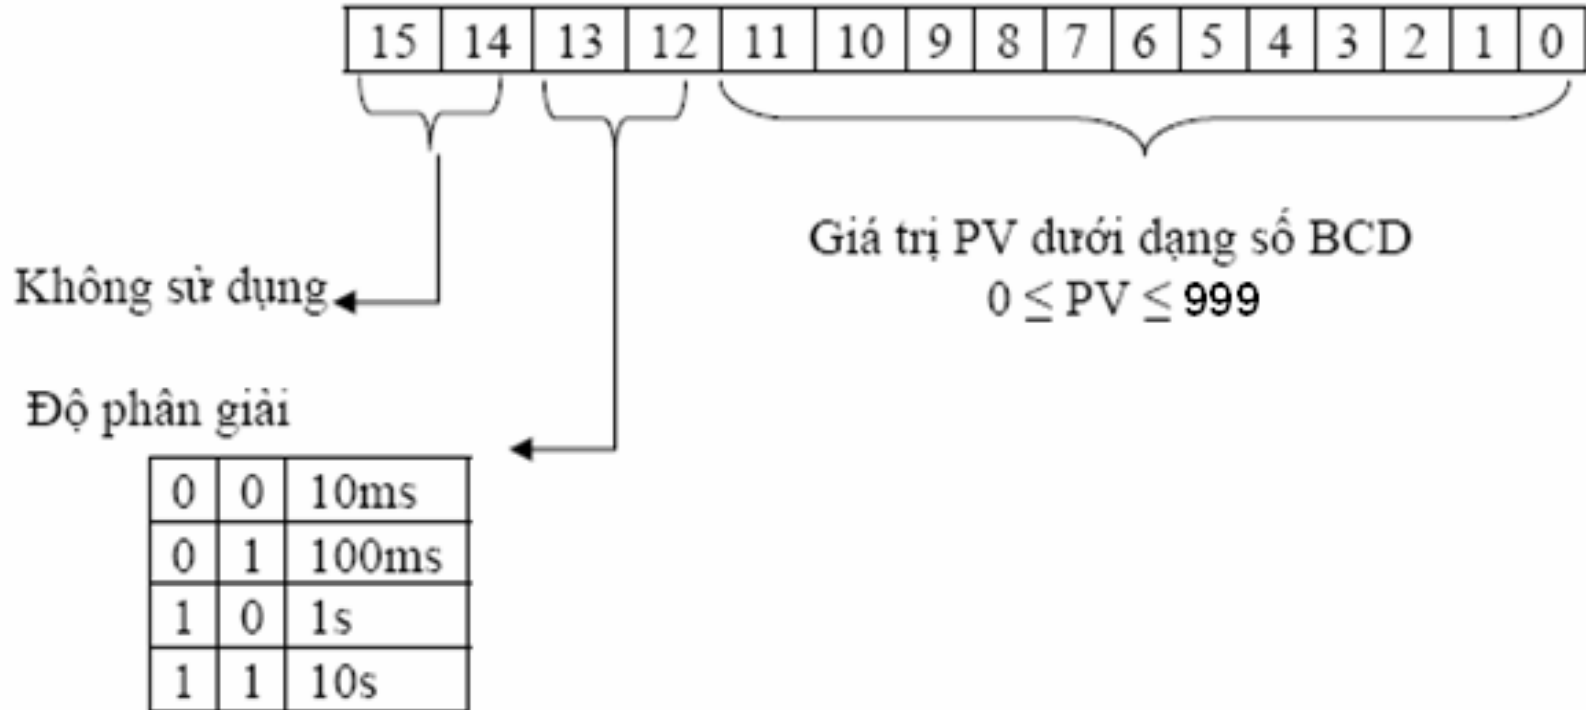 15 14 13 12 11 10 9 8 7 6 5 4 3 2 1 0
Giá trị PV dưới dạng số BCD
0 ≤ PV ≤ 999
Không sử dụng
Độ phân giải
0 0 10ms
0 1 100ms
1 0 1s
1 1 10s